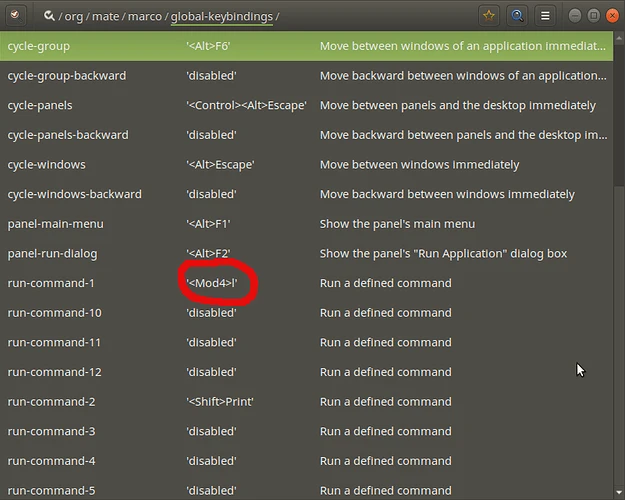 / org / mate / marco / global-keybindings /
cycle-group '<Alt>F6' Move between windows of an application immediat...
cycle-group-backward 'disabled' Move backward between windows of an application...
cycle-panels '<Control><Alt>Escape' Move between panels and the desktop immediately
cycle-panels-backward 'disabled' Move backward between panels and the desktop im...
cycle-windows '<Alt>Escape' Move between windows immediately
cycle-windows-backward 'disabled' Move backward between windows immediately
panel-main-menu '<Alt>F1' Show the panel's main menu
panel-run-dialog '<Alt>F2' Show the panel's "Run Application" dialog box
run-command-1 '<Mod4>l' Run a defined command
run-command-10 'disabled' Run a defined command
run-command-11 'disabled' Run a defined command
run-command-12 'disabled' Run a defined command
run-command-2 '<Shift>Print' Run a defined command
run-command-3 'disabled' Run a defined command
run-command-4 'disabled' Run a defined command
run-command-5 'disabled' Run a defined command